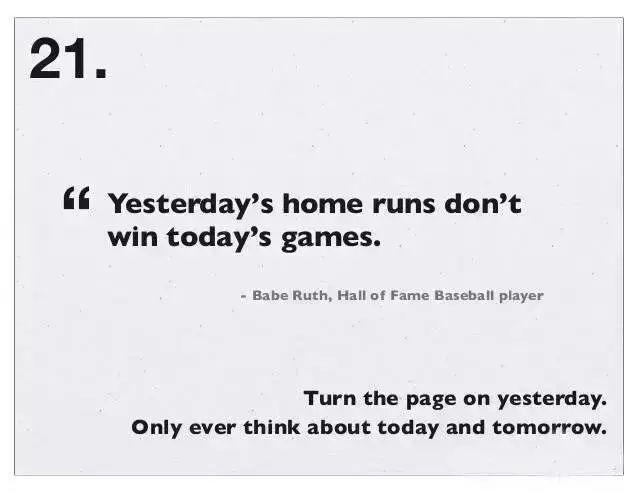 21.
“ Yesterday’s home runs don’t
win today’s games.
- Babe Ruth, Hall of Fame Baseball player
Turn the page on yesterday.
Only ever think about today and tomorrow.